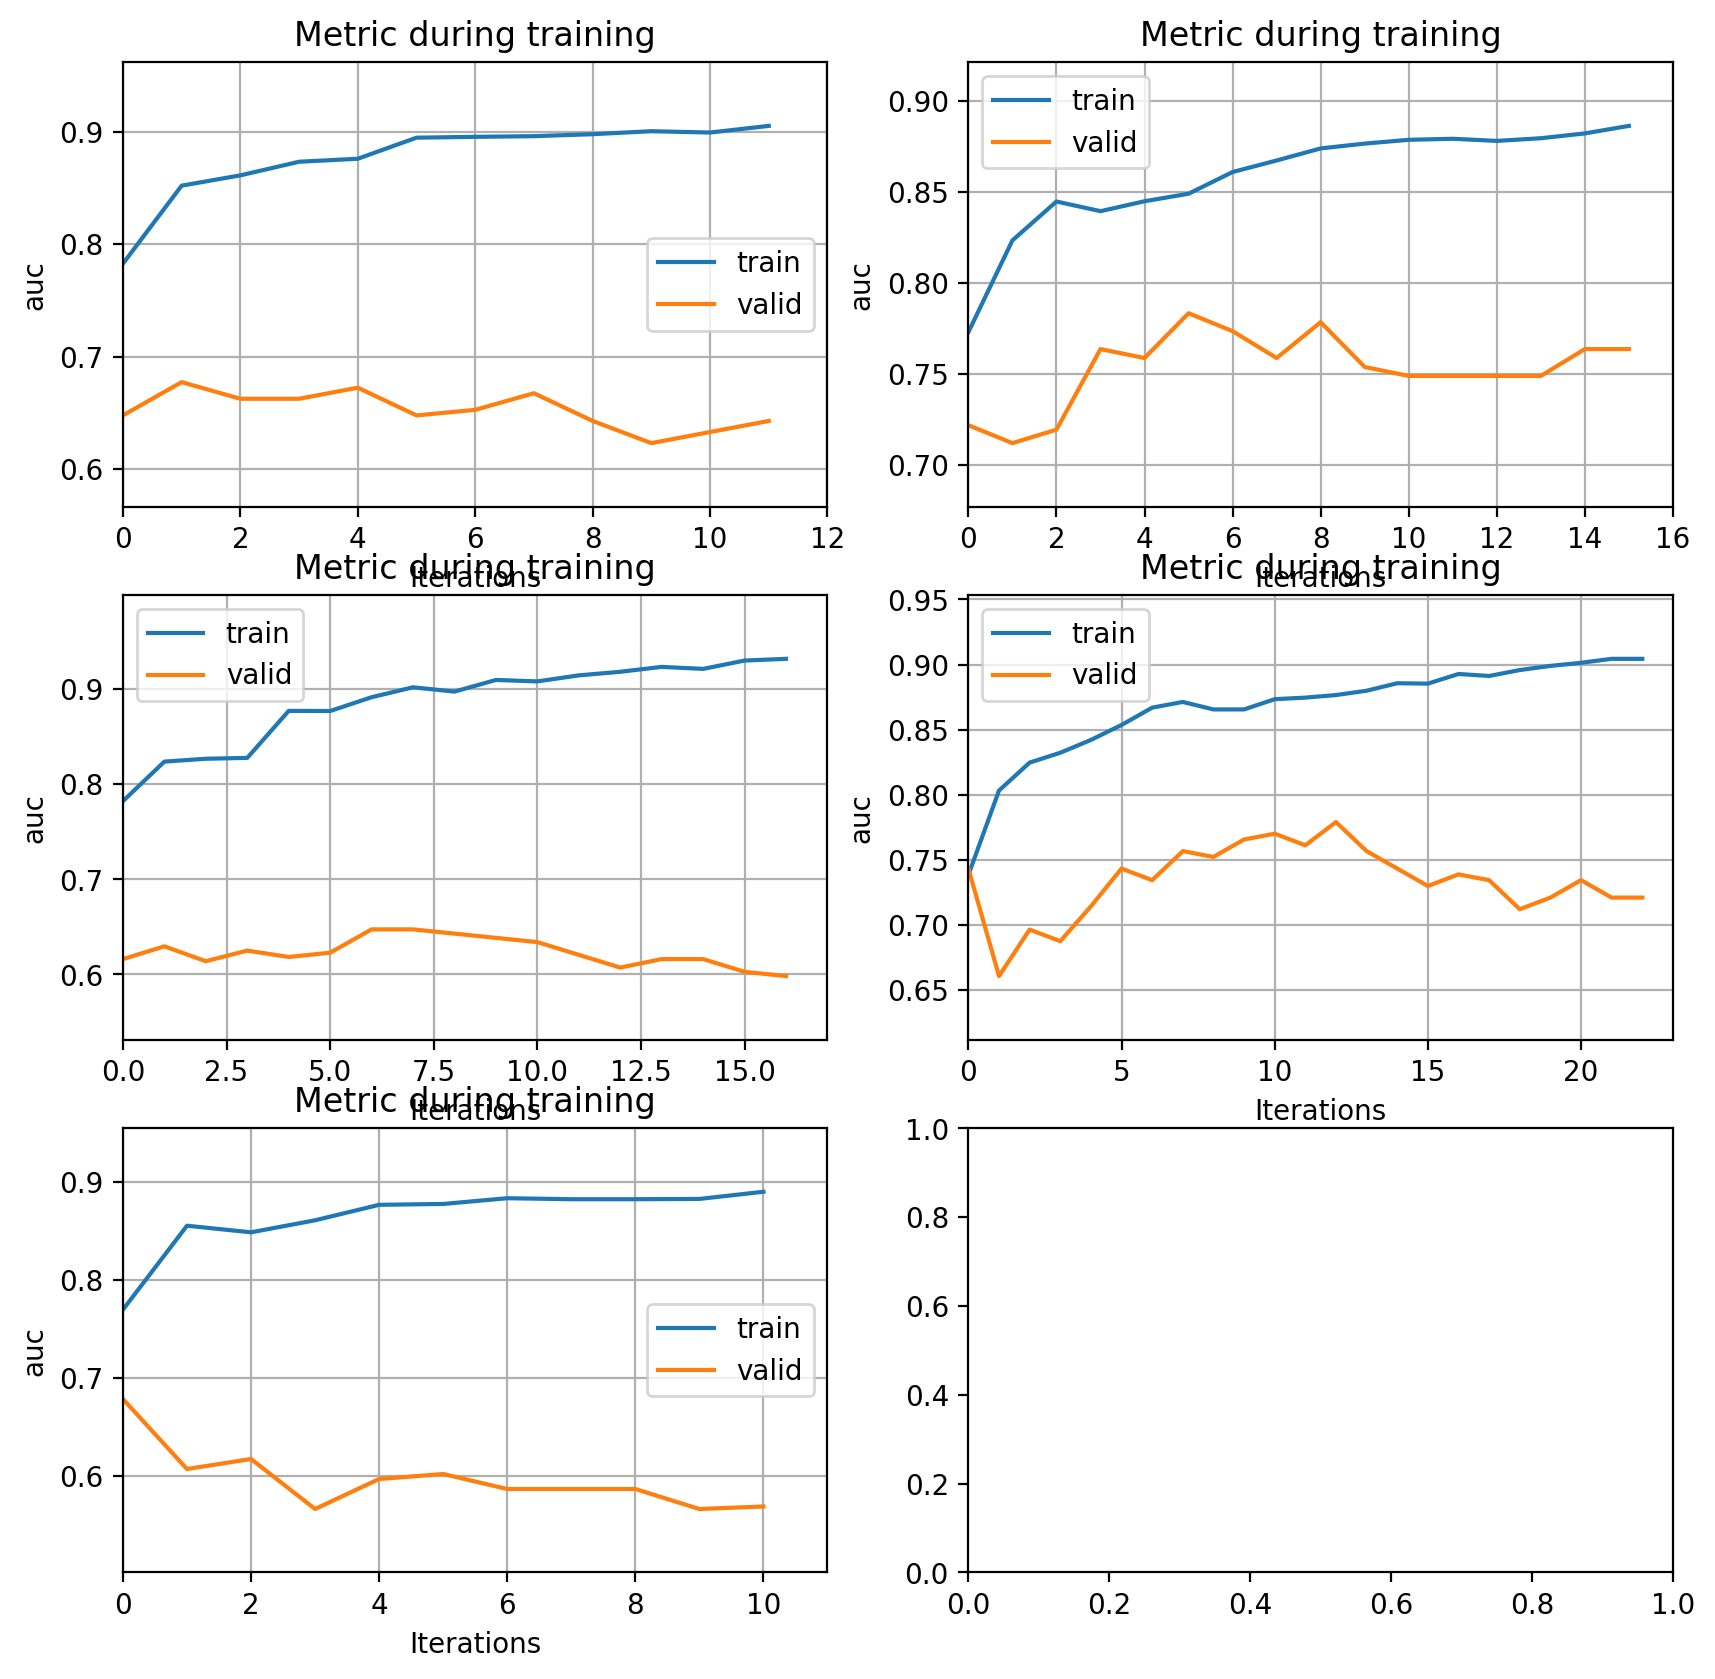 Metric during training
0.9
0.8
0.7
0.6
auc
train
valid
0 2 4 6 8 10 12
Iterations
Metric during training
0.90
0.85
0.80
0.75
0.70
auc
train
valid
0 2 4 6 8 10 12 14 16
Iterations
Metric during training
0.9
0.8
0.7
0.6
auc
train
valid
0.0 2.5 5.0 7.5 10.0 12.5 15.0
Iterations
Metric during training
0.95
0.90
0.85
0.80
0.75
0.70
0.65
auc
train
valid
0 5 10 15 20
Iterations
Metric during training
0.9
0.8
0.7
0.6
auc
train
valid
0 2 4 6 8 10
Iterations
1.0
0.8
0.6
0.4
0.2
0.0
0.0 0.2 0.4 0.6 0.8 1.0